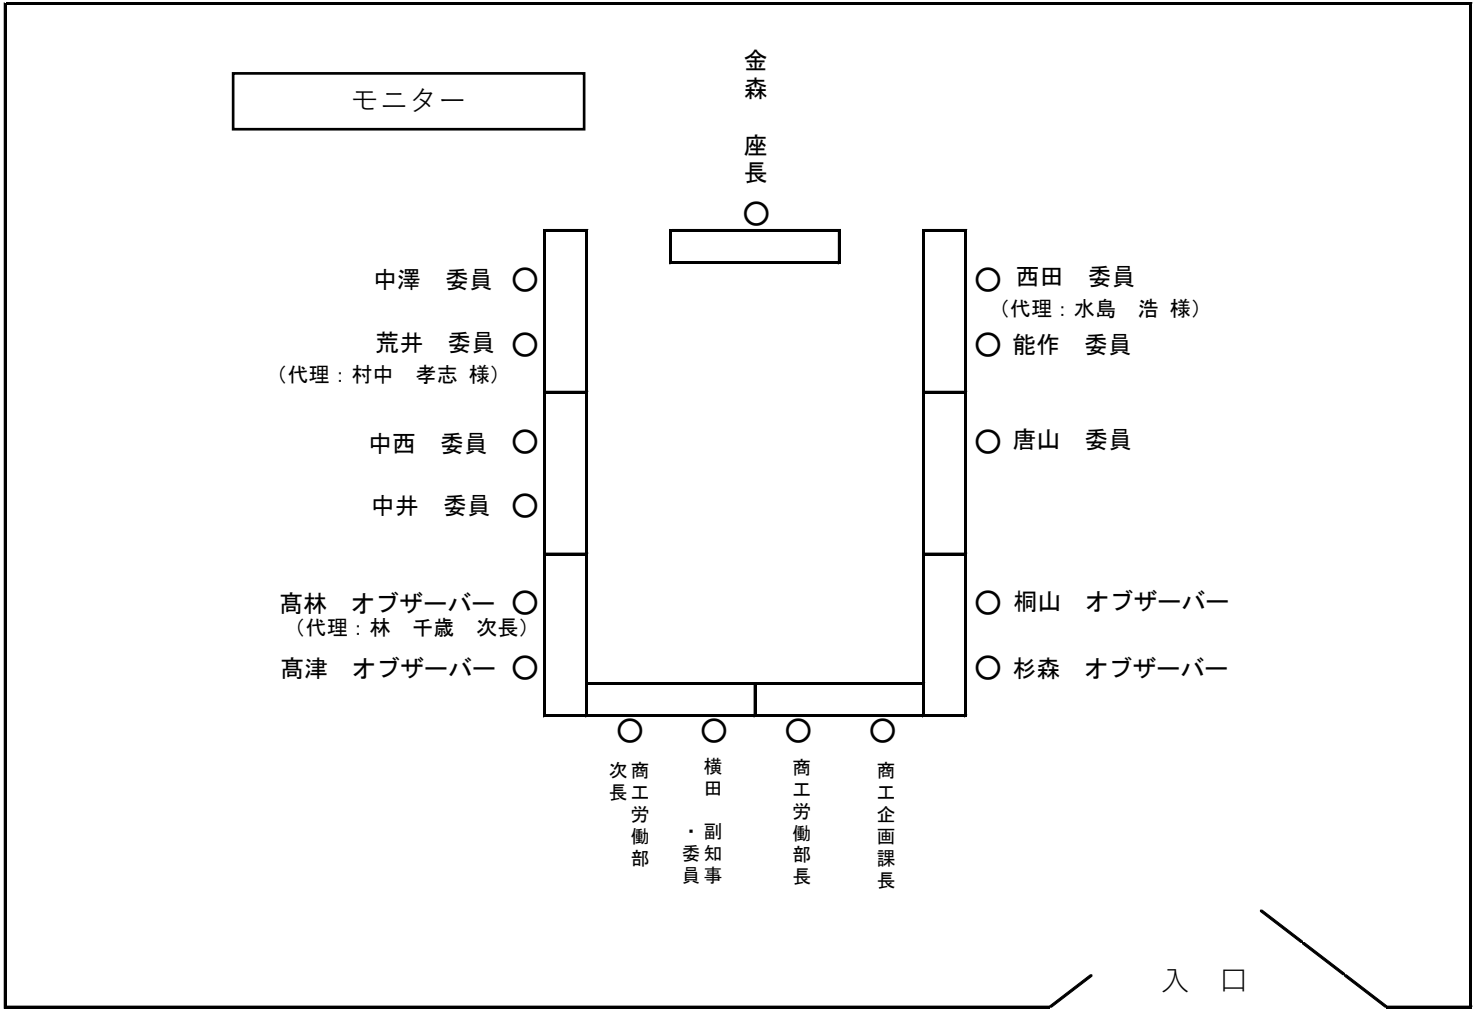 モニター
金森　座長
中澤　委員
荒井　委員
（代理：村中　孝志 様）
中西　委員
中井　委員
髙林　オブザーバー
（代理：林　千歳　次長）
髙津　オブザーバー
西田　委員
（代理：水島　浩 様）
能作　委員
唐山　委員
桐山　オブザーバー
杉森　オブザーバー
商工労働部
次長
横田　副知事
・委員
商工労働部長
商工企画課長
入　口